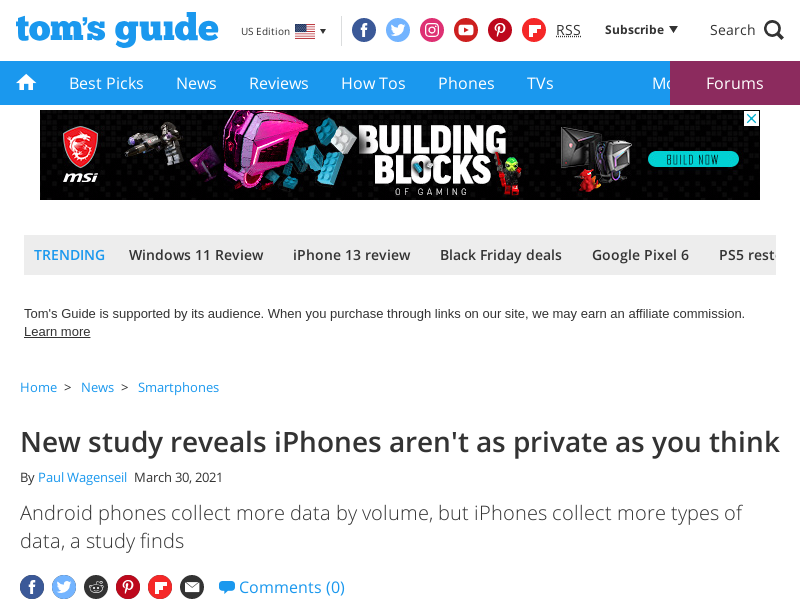 tom's guide
US Edition
RSS
Subscribe
Search
Best Picks
News
Reviews
How Tos
Phones
TVs
Mo
Forums
msi
BUILDING
BLOCKS
OF GAMING
BUILD NOW
TRENDING
Windows 11 Review
iPhone 13 review
Black Friday deals
Google Pixel 6
PS5 rest
Tom's Guide is supported by its audience. When you purchase through links on our site, we may earn an affiliate commission.
Learn more
Home > News > Smartphones
New study reveals iPhones aren't as private as you think
By Paul Wagenseil March 30, 2021
Android phones collect more data by volume, but iPhones collect more types of
data, a study finds
Comments (0)